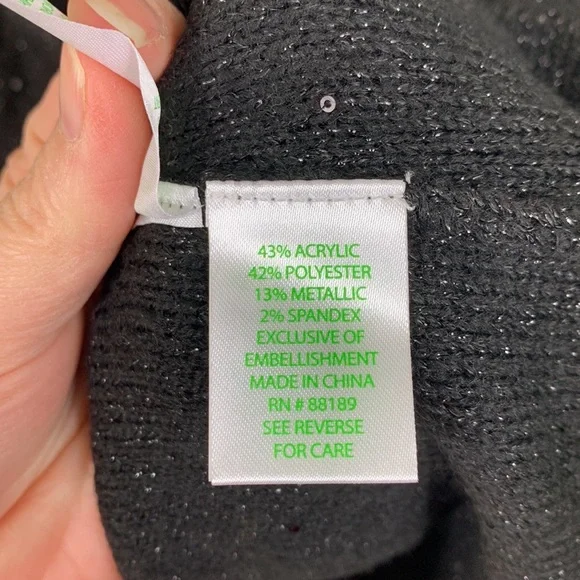 43% ACRYLIC
42% POLYESTER
13% METALLIC
2% SPANDEX
EXCLUSIVE OF
EMBELLISHMENT
MADE IN CHINA
RN # 88189
SEE REVERSE
FOR CARE